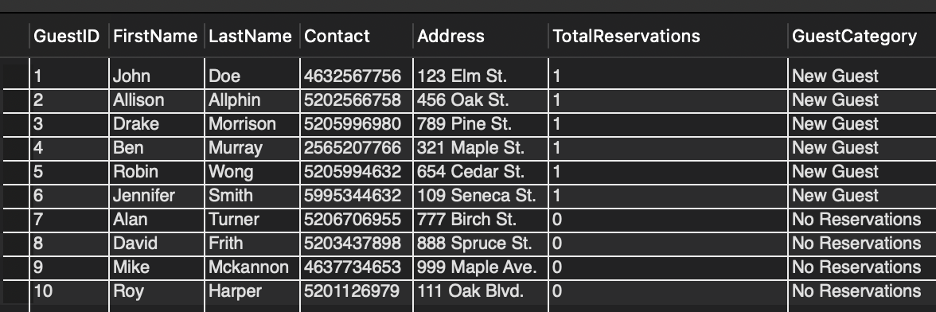 GuestID FirstName LastName Contact Address TotalReservations GuestCategory
1 John Doe 4632567756 123 Elm St. 1 New Guest
2 Allison Allphin 5202566758 456 Oak St. 1 New Guest
3 Drake Morrison 5205996980 789 Pine St. 1 New Guest
4 Ben Murray 2565207766 321 Maple St. 1 New Guest
5 Robin Wong 5205994632 654 Cedar St. 1 New Guest
6 Jennifer Smith 5995344632 109 Seneca St. 1 New Guest
7 Alan Turner 5206706955 777 Birch St. 0 No Reservations
8 David Frith 5203437898 888 Spruce St. 0 No Reservations
9 Mike Mckannon 4637734653 999 Maple Ave. 0 No Reservations
10 Roy Harper 5201126979 111 Oak Blvd. 0 No Reservations